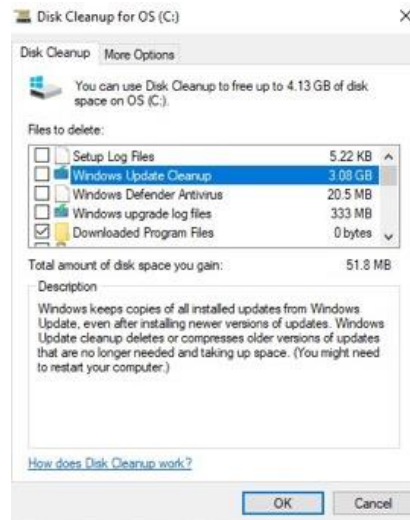 Disk Cleanup for OS (C:)
Disk Cleanup
More Options
You can use Disk Cleanup to free up to 4.13 GB of disk
space on OS (C:).
Files to delete:
Setup Log Files 5.22 KB
Windows Update Cleanup 3.08 GB
Windows Defender Antivirus 20.5 MB
Windows upgrade log files 333 MB
Downloaded Program Files 0 bytes
Total amount of disk space you gain: 51.8 MB
Description
Windows keeps copies of all installed updates from Windows
Update, even after installing newer versions of updates. Windows
Update cleanup deletes or compresses older versions of updates
that are no longer needed and taking up space. (You might need
to restart your computer.)
How does Disk Cleanup work?
OK
Cancel